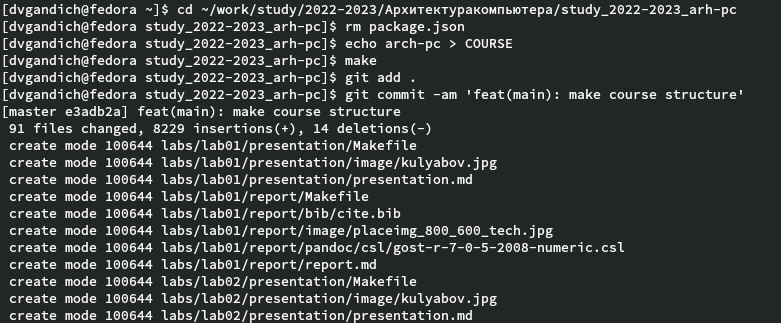 [dvgandich@fedora ~]$ cd ~/work/study/2022-2023/Архитектуракомпьютера/study_2022-2023_arh-pc
[dvgandich@fedora study_2022-2023_arh-pc]$ rm package.json
[dvgandich@fedora study_2022-2023_arh-pc]$ echo arch-pc > COURSE
[dvgandich@fedora study_2022-2023_arh-pc]$ make
[dvgandich@fedora study_2022-2023_arh-pc]$ git add .
[dvgandich@fedora study_2022-2023_arh-pc]$ git commit -am 'feat(main): make course structure'
[master e3adb2a] feat(main): make course structure
 91 files changed, 8229 insertions(+), 14 deletions(-)
 create mode 100644 labs/lab01/presentation/Makefile
 create mode 100644 labs/lab01/presentation/image/kulyabov.jpg
 create mode 100644 labs/lab01/presentation/presentation.md
 create mode 100644 labs/lab01/report/Makefile
 create mode 100644 labs/lab01/report/bib/cite.bib
 create mode 100644 labs/lab01/report/image/placeimg_800_600_tech.jpg
 create mode 100644 labs/lab01/report/pandoc/csl/gost-r-7-0-5-2008-numeric.csl
 create mode 100644 labs/lab01/report/report.md
 create mode 100644 labs/lab02/presentation/Makefile
 create mode 100644 labs/lab02/presentation/image/kulyabov.jpg
 create mode 100644 labs/lab02/presentation/presentation.md